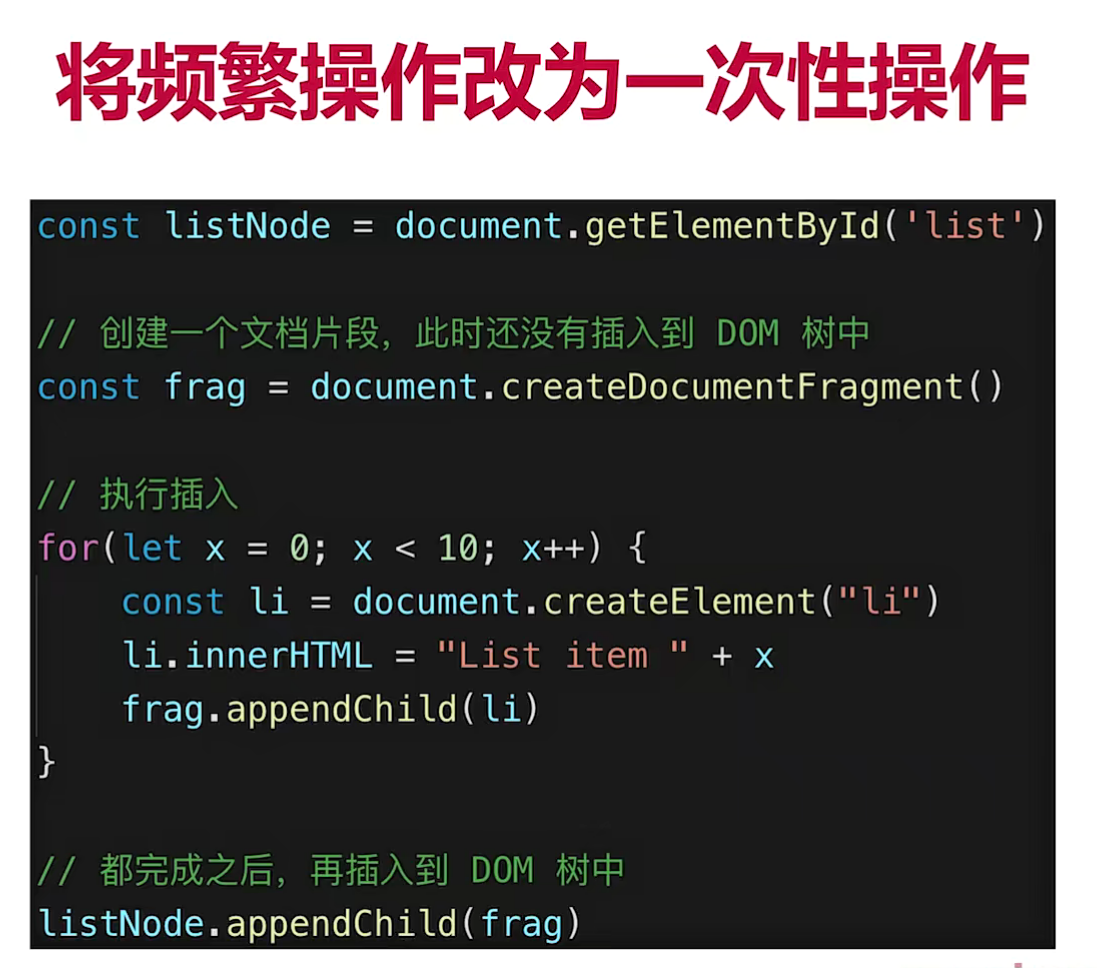 将频繁操作改为一次性操作
const listNode = document.getElementById('list')
// 创建一个文档片段，此时还没有插入到 DOM 树中
const frag = document.createDocumentFragment()
// 执行插入
for(let x = 0; x < 10; x++) {
    const li = document.createElement("li")
    li.innerHTML = "List item " + x
    frag.appendChild(li)
}
// 都完成之后，再插入到 DOM 树中
listNode.appendChild(frag)